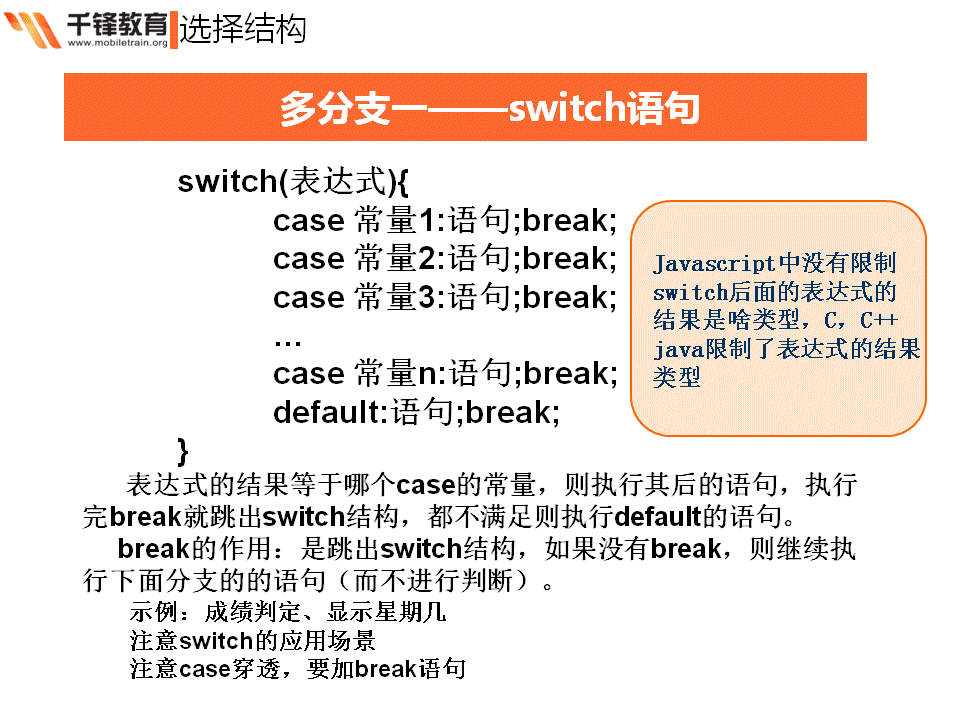 千锋教育
www.mobiletrain.org
选择结构
多分支一——switch语句
switch(表达式){
case 常量1:语句;break;
case 常量2:语句;break;
case 常量3:语句;break;
...
case 常量n:语句;break;
default:语句;break;
}
Javascript中没有限制
switch后面的表达式的
结果是啥类型，C，C++
java限制了表达式的结果
类型
表达式的结果等于哪个case的常量，则执行其后的语句，执行
完break就跳出switch结构，都不满足则执行default的语句。
break的作用：是跳出switch结构，如果没有break，则继续执
行下面分支的的语句（而不进行判断）。
示例：成绩判定、显示星期几
注意switch的应用场景
注意case穿透，要加break语句